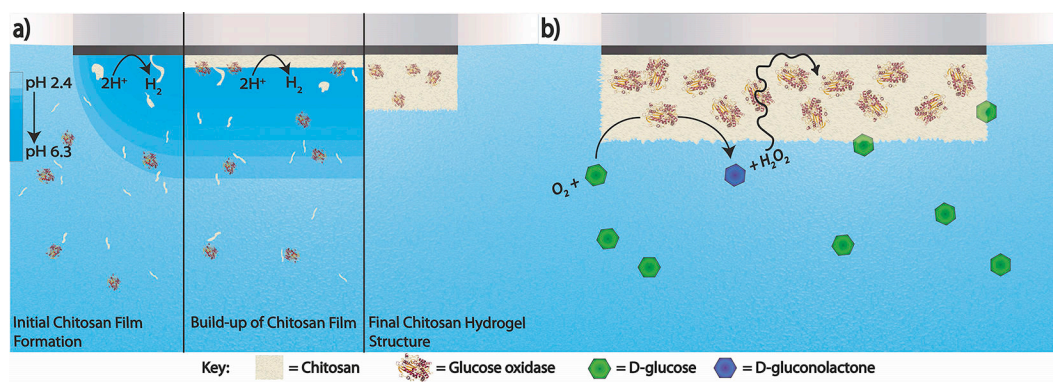 a)
pH 2.4
pH 6.3
2H⁺
H₂
2H⁺
H₂
Initial Chitosan Film
Formation
Build-up of Chitosan Film
Final Chitosan Hydrogel
Structure
b)
O₂ +
+ H₂O₂
Key:
= Chitosan
= Glucose oxidase
= D-glucose
= D-gluconolactone